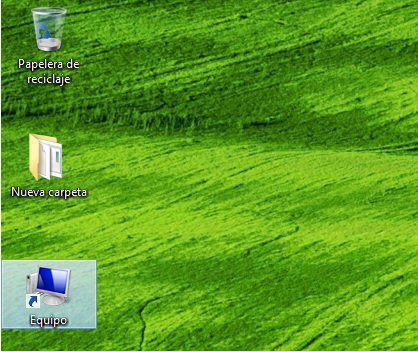 Papelera de
reciclaje
Nueva carpeta
Equipo